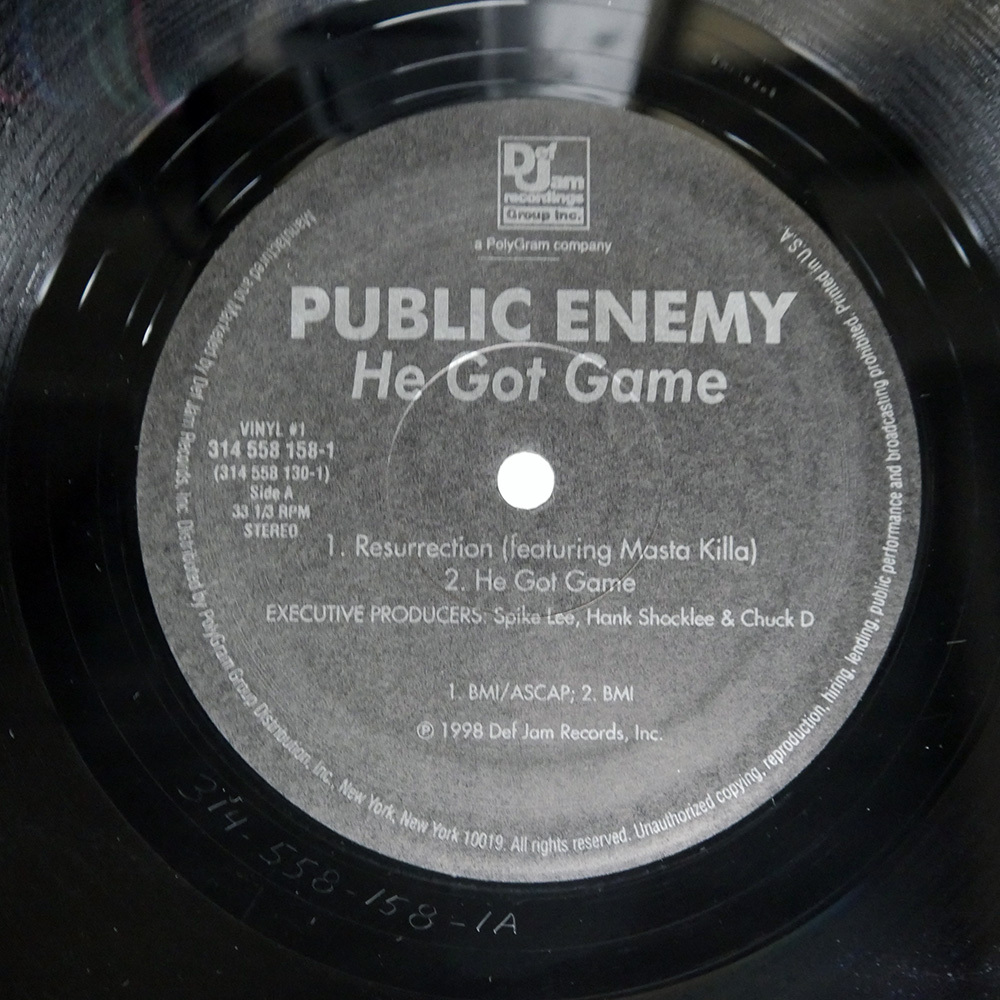 Def
Jam
recordings
Group Inc.
a PolyGram company
PUBLIC ENEMY
He Got Game
VINYL #1
314 558 158-1
(314 558 130-1)
Side A
33 1/3 RPM
STEREO
1. Resurrection (featuring Masta Killa)
2. He Got Game
EXECUTIVE PRODUCERS: Spike Lee, Hank Shocklee & Chuck D
1. BMI/ASCAP; 2. BMI
℗ 1998 Def Jam Records, Inc.
Manufactured and Marketed by Def Jam Records, Inc. Distributed by PolyGram Group Distribution, Inc. New York, New York 10019. All rights reserved. Unauthorized copying, reproduction, hiring, lending, public performance and broadcasting prohibited. Printed in U.S.A.
314-558-158-1A